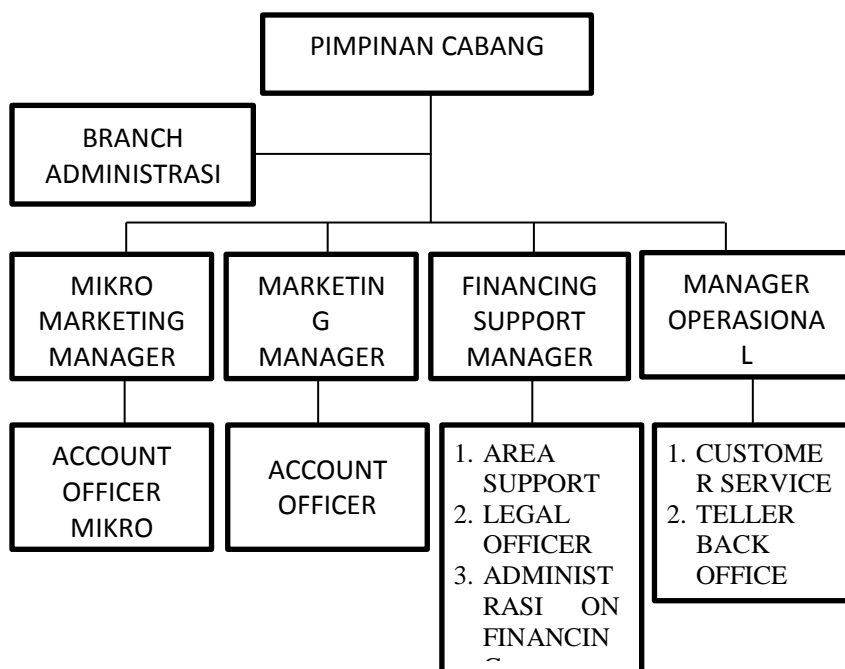 PIMPINAN CABANG
BRANCH
ADMINISTRASI
MIKRO
MARKETING
MANAGER
MARKETIN
G
MANAGER
FINANCING
SUPPORT
MANAGER
MANAGER
OPERASIONA
L
ACCOUNT
OFFICER
MIKRO
ACCOUNT
OFFICER
1. AREA
SUPPORT
2. LEGAL
OFFICER
3. ADMINIST
RASI ON
FINANCIN
1. CUSTOME
R SERVICE
2. TELLER
BACK
OFFICE